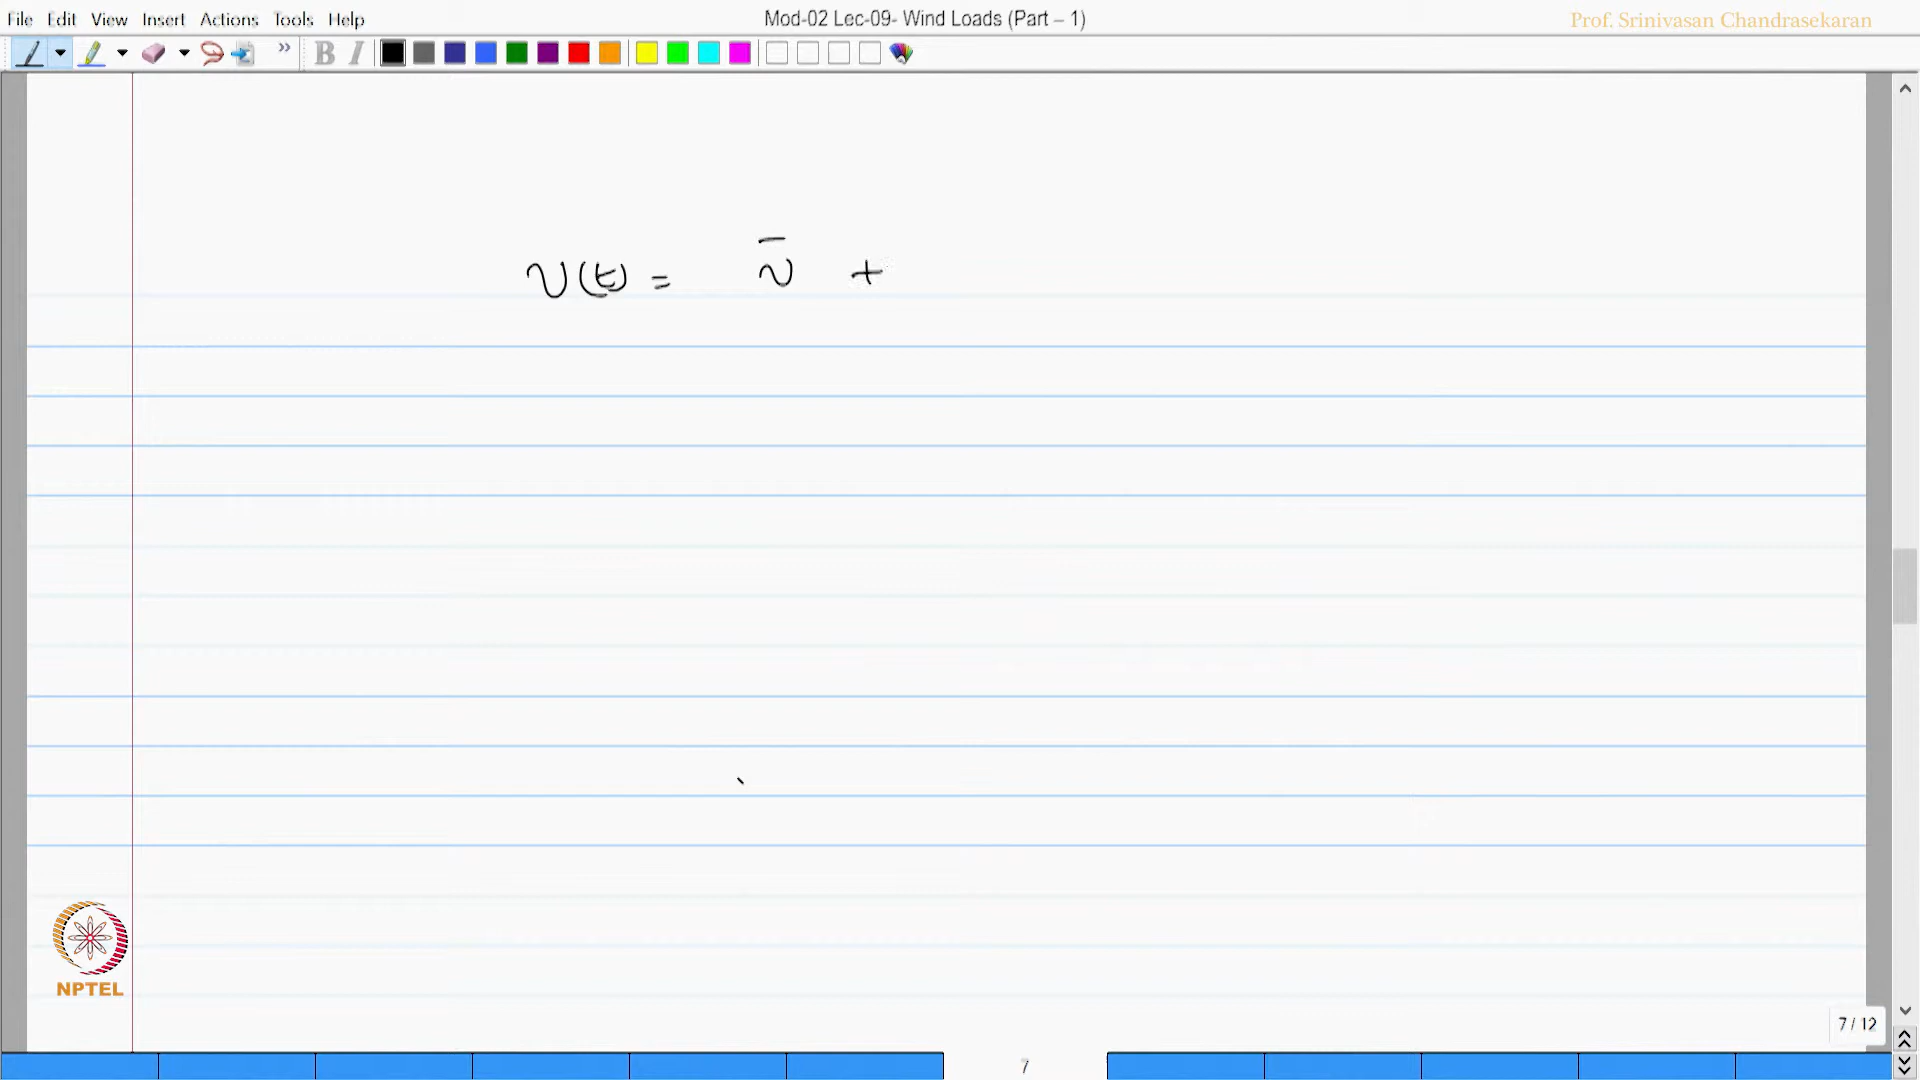 File Edit View Insert Actions Tools Help
Mod-02 Lec-09- Wind Loads (Part – 1)
Prof. Srinivasan Chandrasekaran
B I
v(t) = v̄ +
NPTEL
7 / 12
7